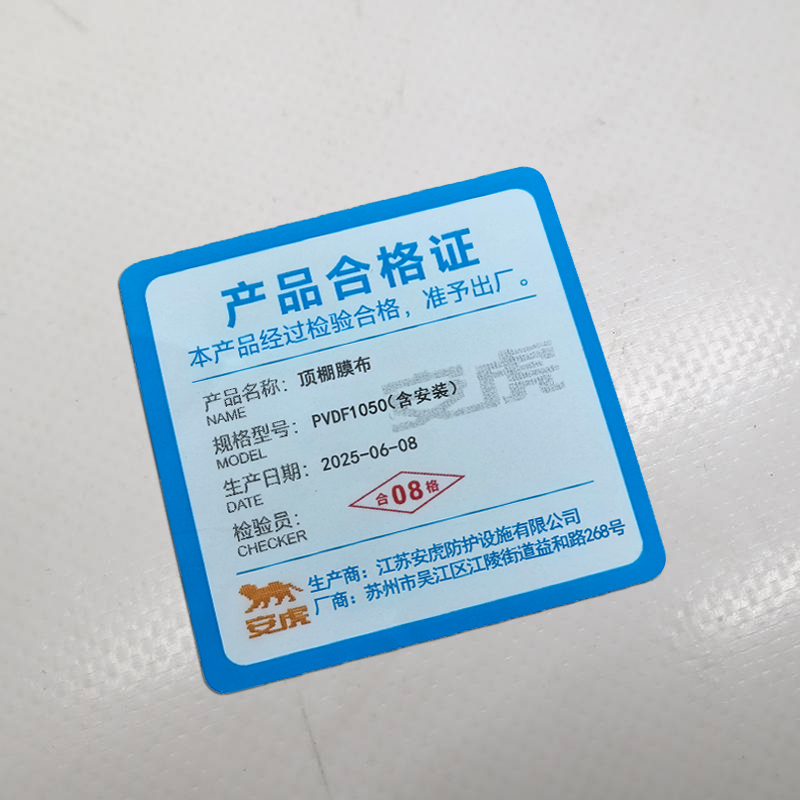 产品合格证
本产品经过检验合格，准予出厂。
安虎
产品名称：顶棚膜布
NAME
规格型号：PVDF1050(含安装)
MODEL
生产日期：2025-06-08
DATE
合08格
检验员：
CHECKER
生产商：江苏安虎防护设施有限公司
厂商：苏州市吴江区江陵街道益和路268号
安虎